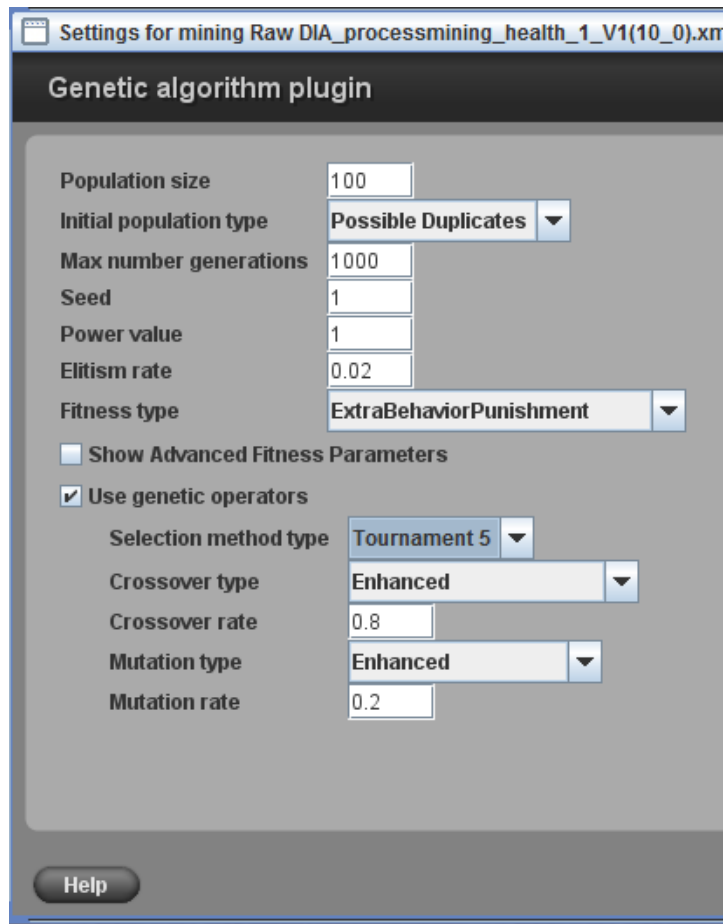 Settings for mining Raw DIA_processmining_health_1_V1(10_0).xm
Genetic algorithm plugin
Population size 100
Initial population type Possible Duplicates
Max number generations 1000
Seed 1
Power value 1
Elitism rate 0.02
Fitness type ExtraBehaviorPunishment
Show Advanced Fitness Parameters
Use genetic operators
Selection method type Tournament 5
Crossover type Enhanced
Crossover rate 0.8
Mutation type Enhanced
Mutation rate 0.2
Help